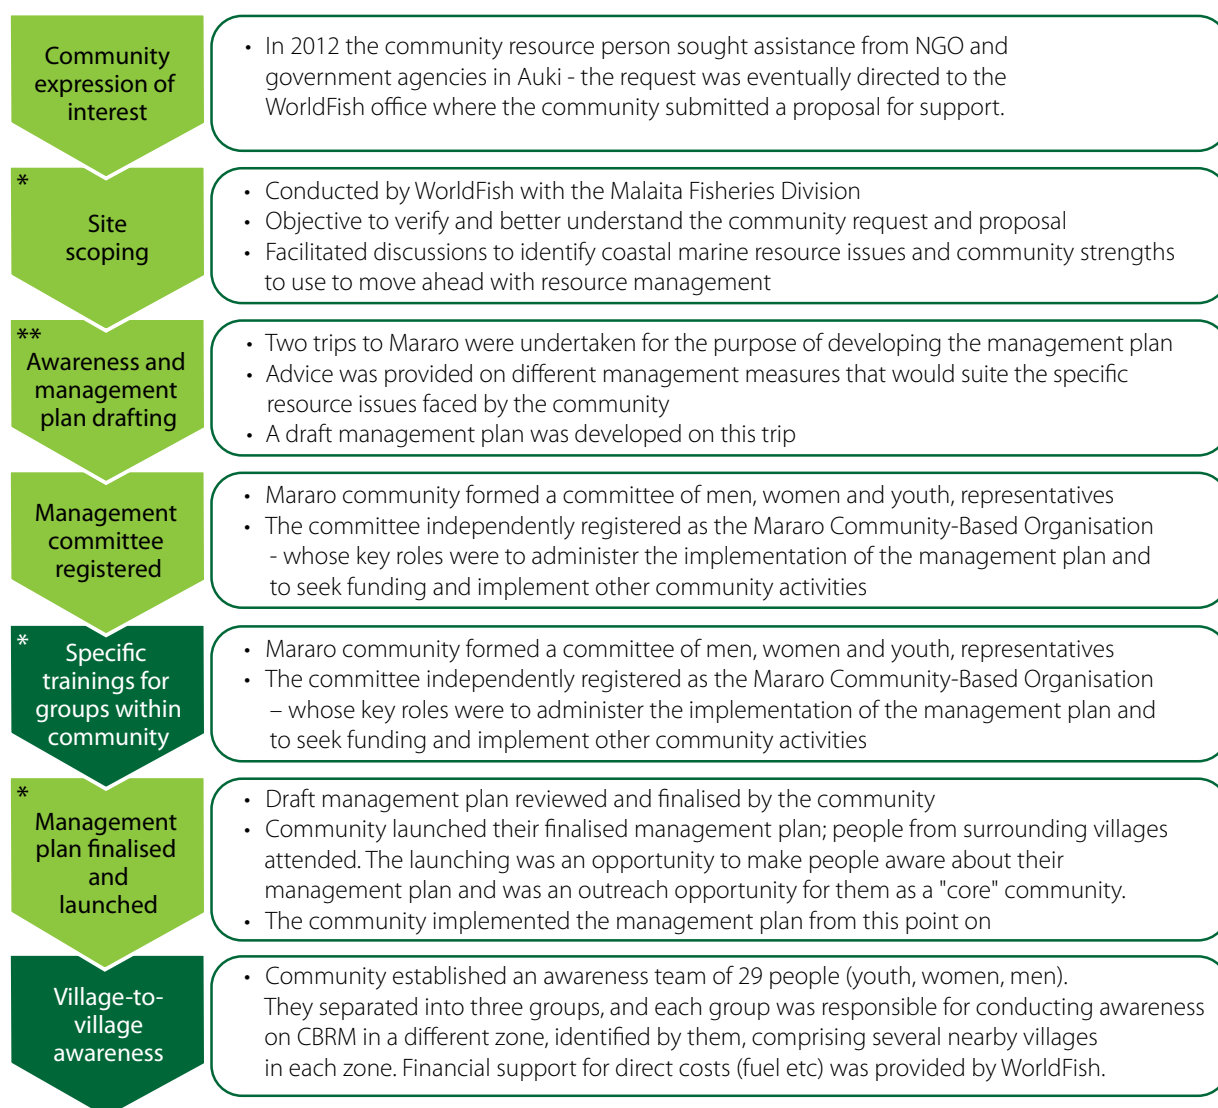 Community
expression of
interest
• In 2012 the community resource person sought assistance from NGO and
government agencies in Auki - the request was eventually directed to the
WorldFish office where the community submitted a proposal for support.
*
Site
scoping
• Conducted by WorldFish with the Malaita Fisheries Division
• Objective to verify and better understand the community request and proposal
• Facilitated discussions to identify coastal marine resource issues and community strengths
to use to move ahead with resource management
**
Awareness and
management
plan drafting
• Two trips to Mararo were undertaken for the purpose of developing the management plan
• Advice was provided on different management measures that would suite the specific
resource issues faced by the community
• A draft management plan was developed on this trip
Management
committee
registered
• Mararo community formed a committee of men, women and youth, representatives
• The committee independently registered as the Mararo Community-Based Organisation
- whose key roles were to administer the implementation of the management plan and
to seek funding and implement other community activities
*
Specific
trainings for
groups within
community
• Mararo community formed a committee of men, women and youth, representatives
• The committee independently registered as the Mararo Community-Based Organisation
– whose key roles were to administer the implementation of the management plan and
to seek funding and implement other community activities
*
Management
plan finalised
and
launched
• Draft management plan reviewed and finalised by the community
• Community launched their finalised management plan; people from surrounding villages
attended. The launching was an opportunity to make people aware about their
management plan and was an outreach opportunity for them as a "core" community.
• The community implemented the management plan from this point on
Village-to-
village
awareness
• Community established an awareness team of 29 people (youth, women, men).
They separated into three groups, and each group was responsible for conducting awareness
on CBRM in a different zone, identified by them, comprising several nearby villages
in each zone. Financial support for direct costs (fuel etc) was provided by WorldFish.